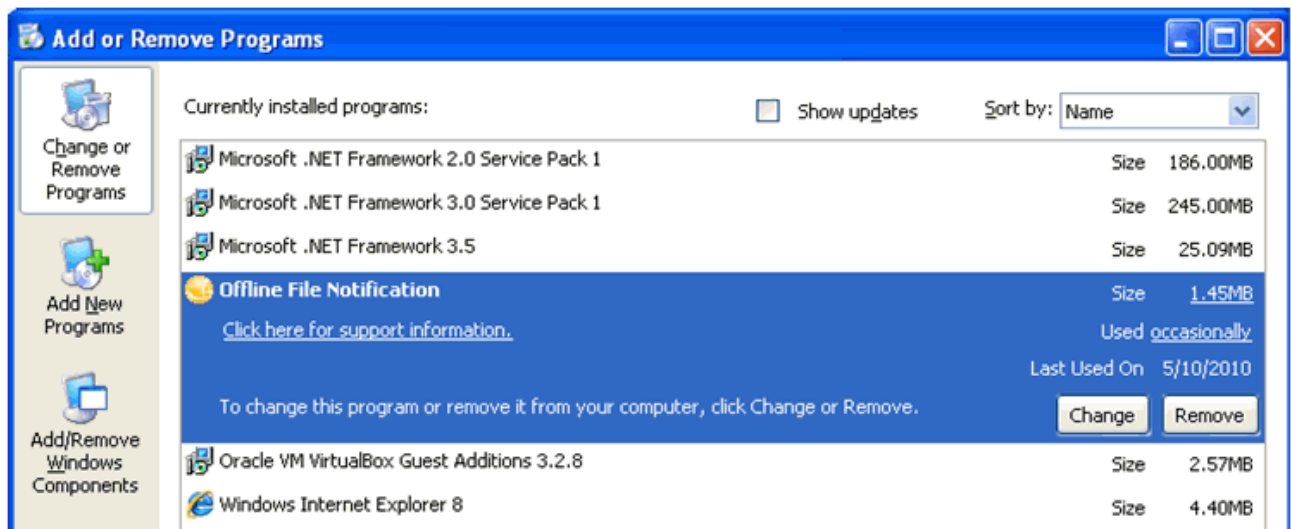 Add or Remove Programs
Change or
Remove
Programs
Add New
Programs
Add/Remove
Windows
Components
Currently installed programs:
Show updates
Sort by: Name
Microsoft .NET Framework 2.0 Service Pack 1 Size 186.00MB
Microsoft .NET Framework 3.0 Service Pack 1 Size 245.00MB
Microsoft .NET Framework 3.5 Size 25.09MB
Offline File Notification Size 1.45MB
Click here for support information. Used occasionally
Last Used On 5/10/2010
To change this program or remove it from your computer, click Change or Remove. Change Remove
Oracle VM VirtualBox Guest Additions 3.2.8 Size 2.57MB
Windows Internet Explorer 8 Size 4.40MB